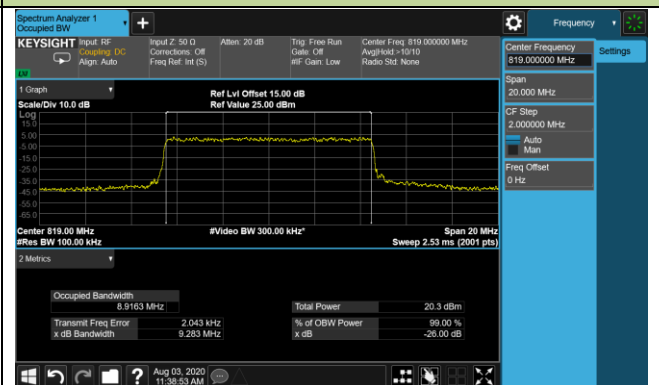 Spectrum Analyzer 1
Occupied BW
Frequency
KEYSIGHT
Input: RF
Coupling: DC
Align: Auto
Input Z: 50 Ω
Corrections: Off
Freq Ref: Int (S)
Atten: 20 dB
Trig: Free Run
Gate: Off
#IF Gain: Low
Center Freq: 819.000000 MHz
Avg|Hold:>10/10
Radio Std: None
Center Frequency
819.000000 MHz
Settings
Span
20.000 MHz
CF Step
2.000000 MHz
Auto
Man
Freq Offset
0 Hz
1 Graph
Scale/Div 10.0 dB
Ref Lvl Offset 15.00 dB
Ref Value 25.00 dBm
Log
15.0
5.00
-5.00
-15.0
-25.0
-35.0
-45.0
-55.0
-65.0
Center 819.00 MHz
#Res BW 100.00 kHz
#Video BW 300.00 kHz*
Span 20 MHz
Sweep 2.53 ms (2001 pts)
2 Metrics
Occupied Bandwidth
8.9163 MHz
Total Power 20.3 dBm
Transmit Freq Error 2.043 kHz
% of OBW Power 99.00 %
x dB Bandwidth 9.283 MHz
x dB -26.00 dB
?
Aug 03, 2020
11:38:53 AM